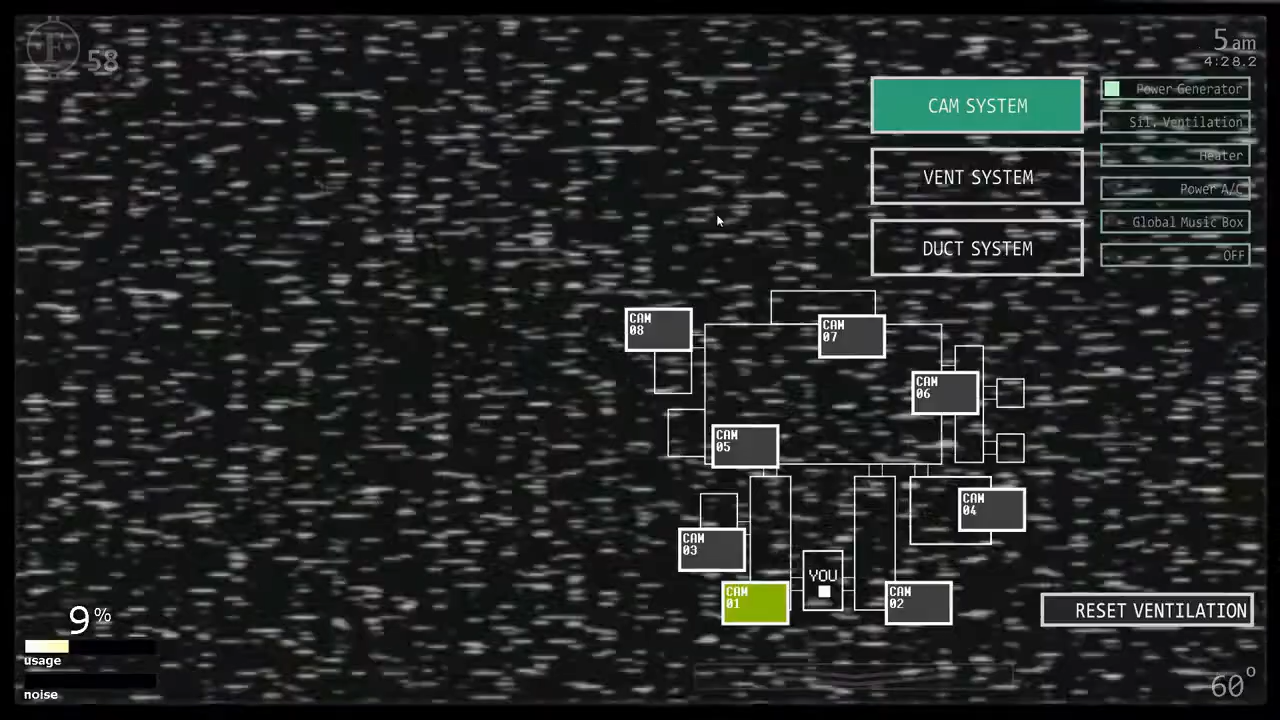 F 58
5 am
4:28.2
CAM SYSTEM
VENT SYSTEM
DUCT SYSTEM
Power Generator
Sil. Ventilation
Heater
Power A/C
Global Music Box
OFF
CAM
08
CAM
07
CAM
06
CAM
05
CAM
04
CAM
03
YOU
CAM
01
CAM
02
RESET VENTILATION
9%
usage
noise
60°